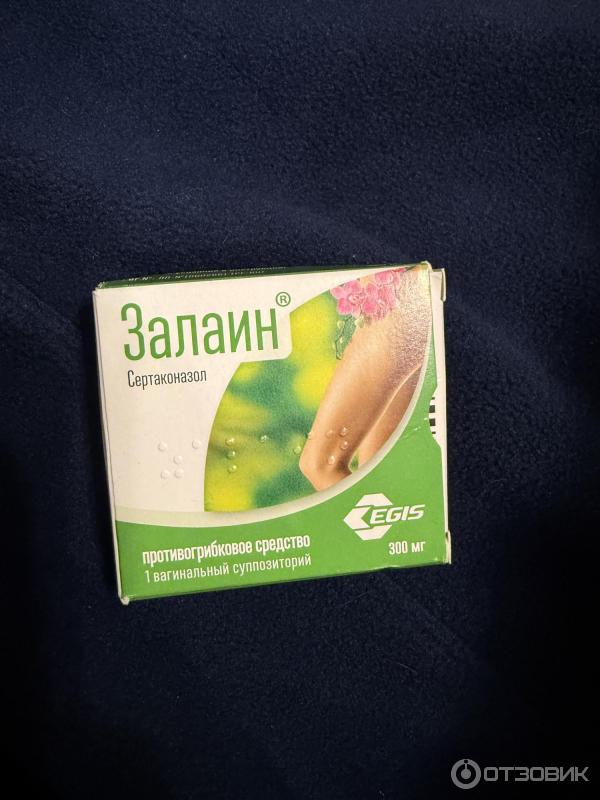 Залаин®
Сертаконазол
EGIS
противогрибковое средство
1 вагинальный суппозиторий
300 мг
ОТЗОВИК